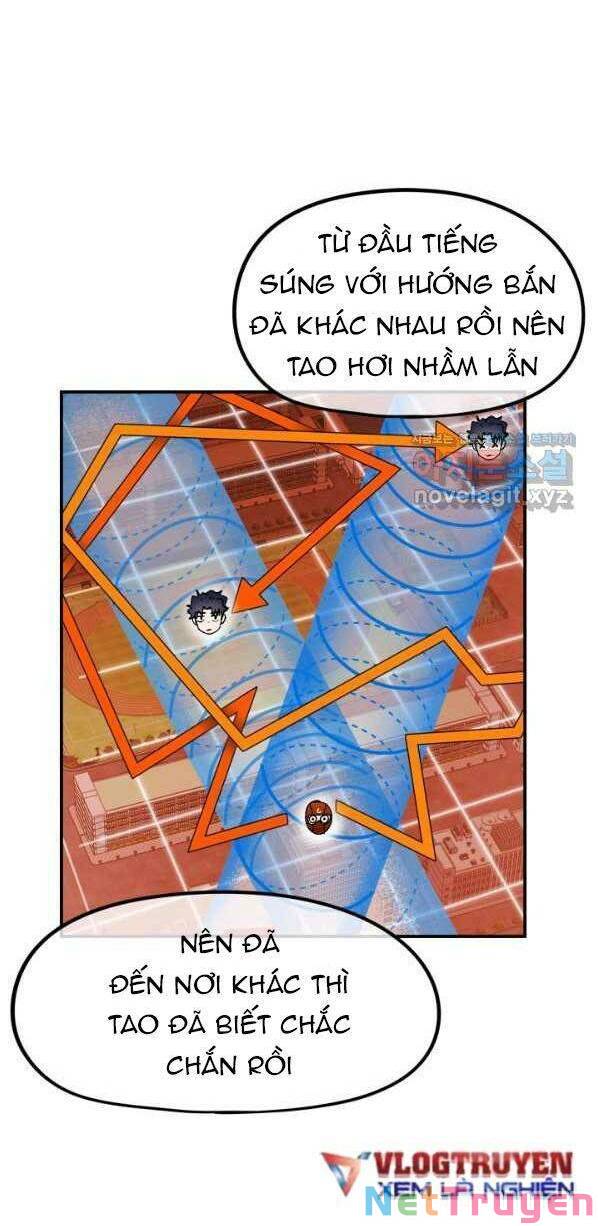 TỪ ĐẦU TIẾNG
SÚNG VỚI HƯỚNG BẮN
ĐÃ KHÁC NHAU RỒI NÊN
TAO HƠI NHẦM LẪN
novelagit.xyz
NÊN ĐÃ
ĐẾN NƠI KHÁC THÌ
TAO ĐÃ BIẾT CHẮC
CHẮN RỒI
VLOGTRUYEN
XEM LÀ NGHIỆN
NetTruyen